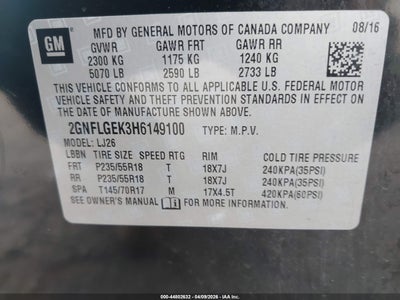 GM
MFD BY GENERAL MOTORS OF CANADA COMPANY 08/16
GVWR GAWR FRT GAWR RR
2300 KG 1175 KG 1240 KG
5070 LB 2590 LB 2733 LB
THIS VEHICLE CONFORMS TO ALL APPLICABLE U.S. FEDERAL MOTOR
VEHICLE SAFETY, BUMPER, AND THEFT PREVENTION STANDARDS IN
EFFECT ON THE DATE OF MANUFACTURE SHOWN ABOVE.
2GNFLGEK3H6149100 TYPE: M.P.V.
MODEL: LJ26
LBBN TIRE SIZE SPEED RTG RIM COLD TIRE PRESSURE
FRT P235/55R18 T 18X7J 240KPA(35PSI)
RR P235/55R18 T 18X7J 240KPA(35PSI)
SPA T145/70R17 M 17X4.5T 420KPA(60PSI)
SEE OWNER'S MANUAL FOR ADDITIONAL INFORMATION.
000-44802632 - 04/09/2026 - IAAI.COM